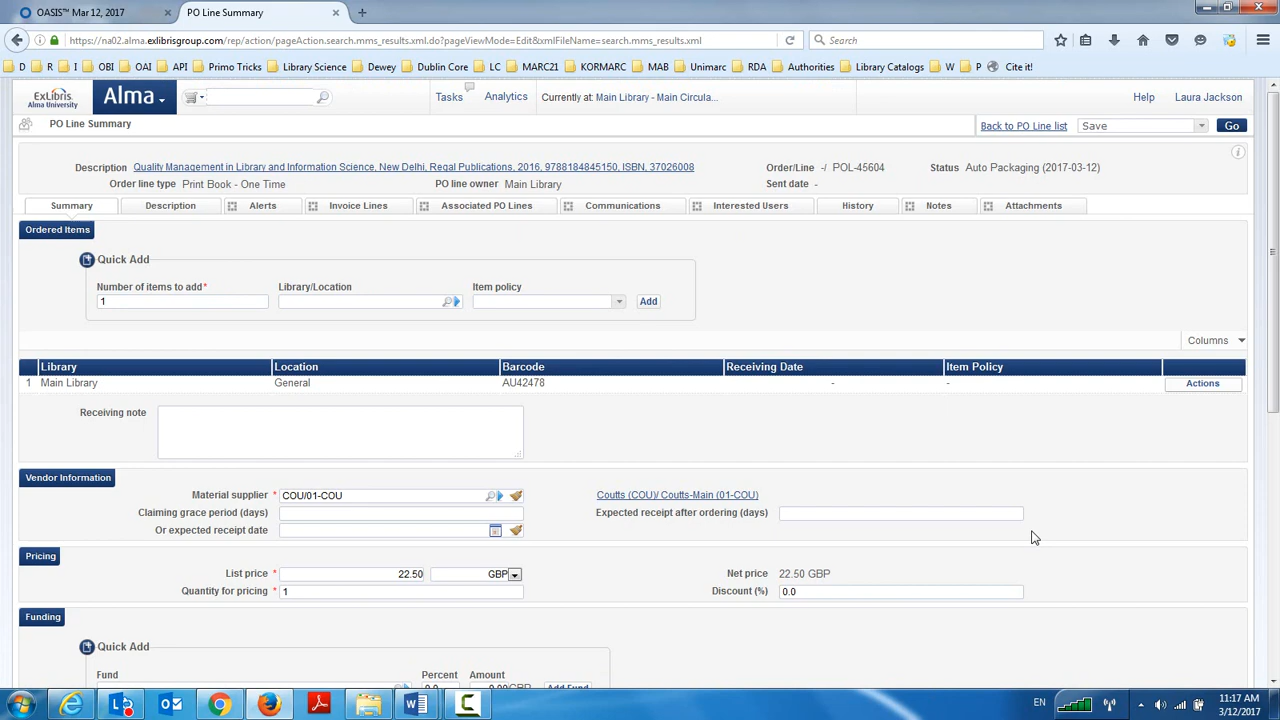 OASIS™ Mar 12, 2017
PO Line Summary
https://na02.alma.exlibrisgroup.com/rep/action/pageAction.search.mms_results.xml.do?pageViewMode=Edit&xmlFileName=search.mms_results.xml
Search
D R I OBI OAI API Primo Tricks Library Science Dewey Dublin Core LC MARC21 KORMARC MAB Unimarc RDA Authorities Library Catalogs W P Cite it!
ExLibris
Alma University
Alma
Tasks Analytics Currently at: Main Library - Main Circula... Help Laura Jackson
PO Line Summary Back to PO Line list Save Go
Description Quality Management in Library and Information Science, New Delhi, Regal Publications, 2016, 9788184845150, ISBN, 37026008 Order/Line -/ POL-45604 Status Auto Packaging (2017-03-12)
Order line type Print Book - One Time PO line owner Main Library Sent date -
Summary Description Alerts Invoice Lines Associated PO Lines Communications Interested Users History Notes Attachments
Ordered Items
Quick Add
Number of items to add* Library/Location Item policy
1 Add
Columns
Library Location Barcode Receiving Date Item Policy
1 Main Library General AU42478 - - Actions
Receiving note
Vendor Information
Material supplier * COU/01-COU Coutts (COU)/ Coutts-Main (01-COU)
Claiming grace period (days) Expected receipt after ordering (days)
Or expected receipt date
Pricing
List price * 22.50 GBP Net price 22.50 GBP
Quantity for pricing * 1 Discount (%) 0.0
Funding
Quick Add
Fund Percent Amount
0.0 0.00GBP Add Fund
EN 11:17 AM
3/12/2017